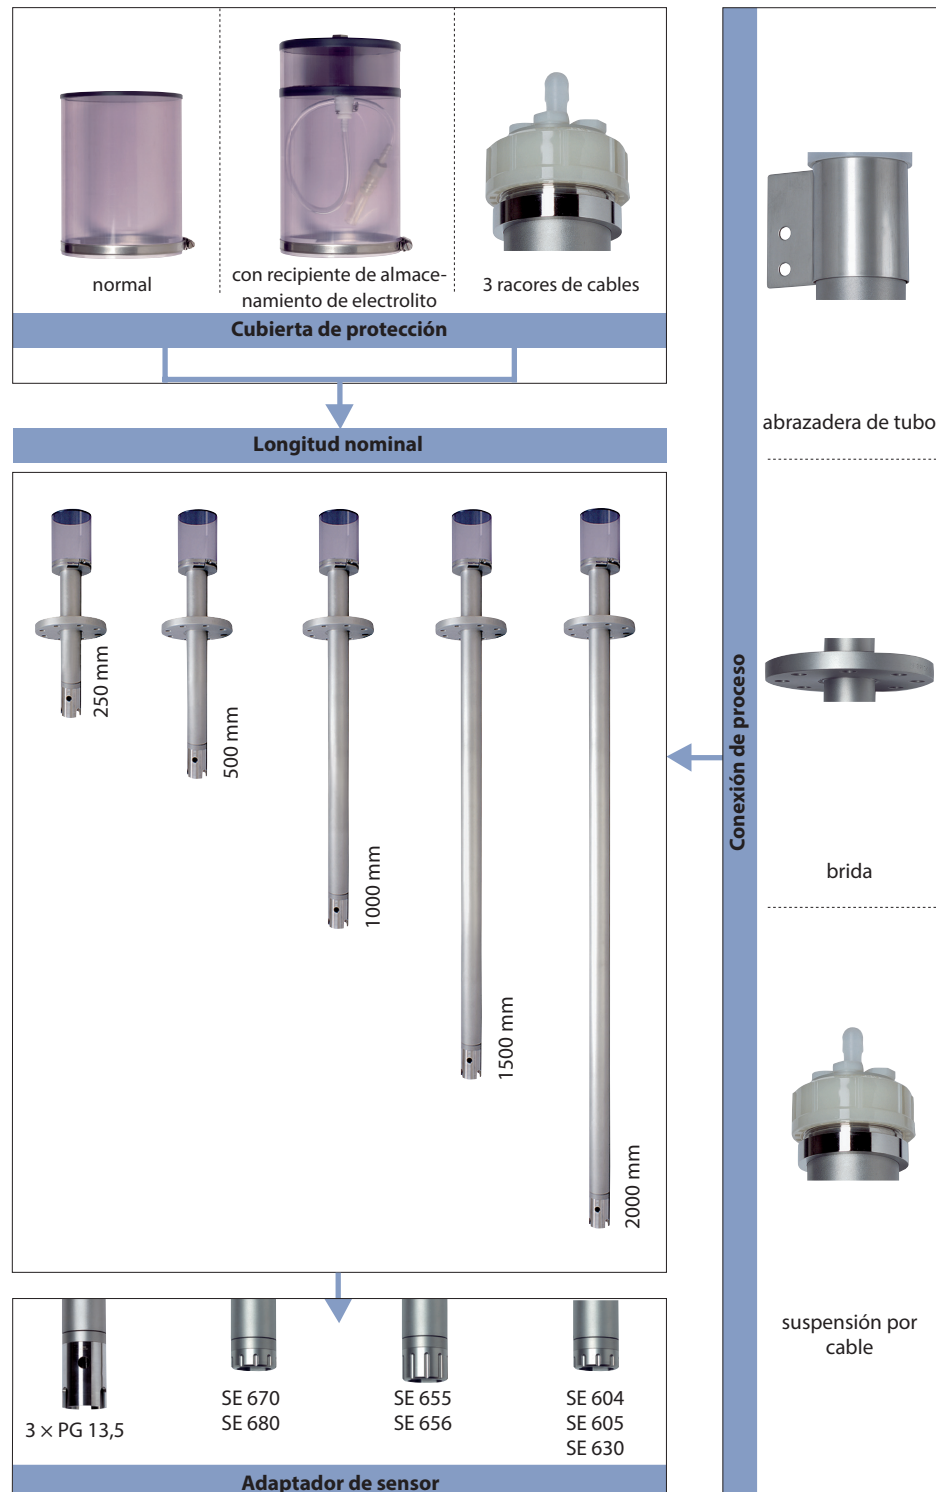 normal
con recipiente de almace-
namiento de electrolito
3 racores de cables
Cubierta de protección
Longitud nominal
250 mm
500 mm
1000 mm
1500 mm
2000 mm
3 × PG 13,5
SE 670
SE 680
SE 655
SE 656
SE 604
SE 605
SE 630
Adaptador de sensor
Conexión de proceso
abrazadera de tubo
brida
suspensión por
cable